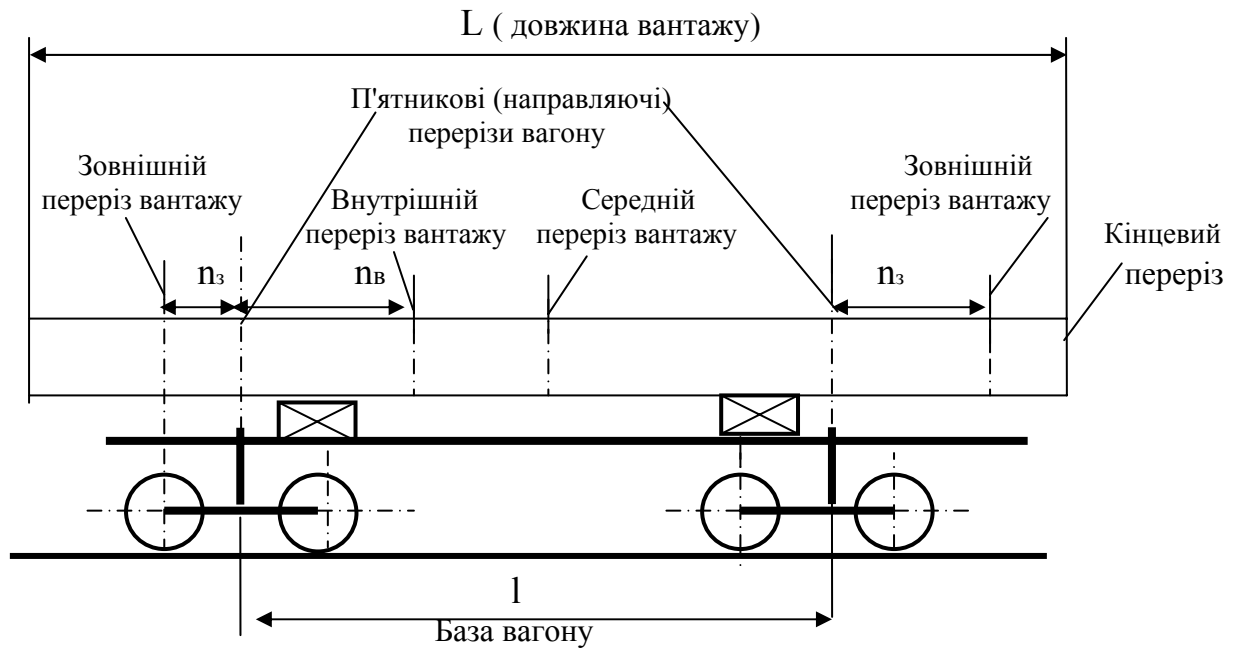 L ( довжина вантажу)
П'ятникові (направляючі)
перерізи вагону
Зовнішній
переріз вантажу
Внутрішній
переріз вантажу
Середній
переріз вантажу
Зовнішній
переріз вантажу
Кінцевий
переріз
nз
nв
nз
l
База вагону